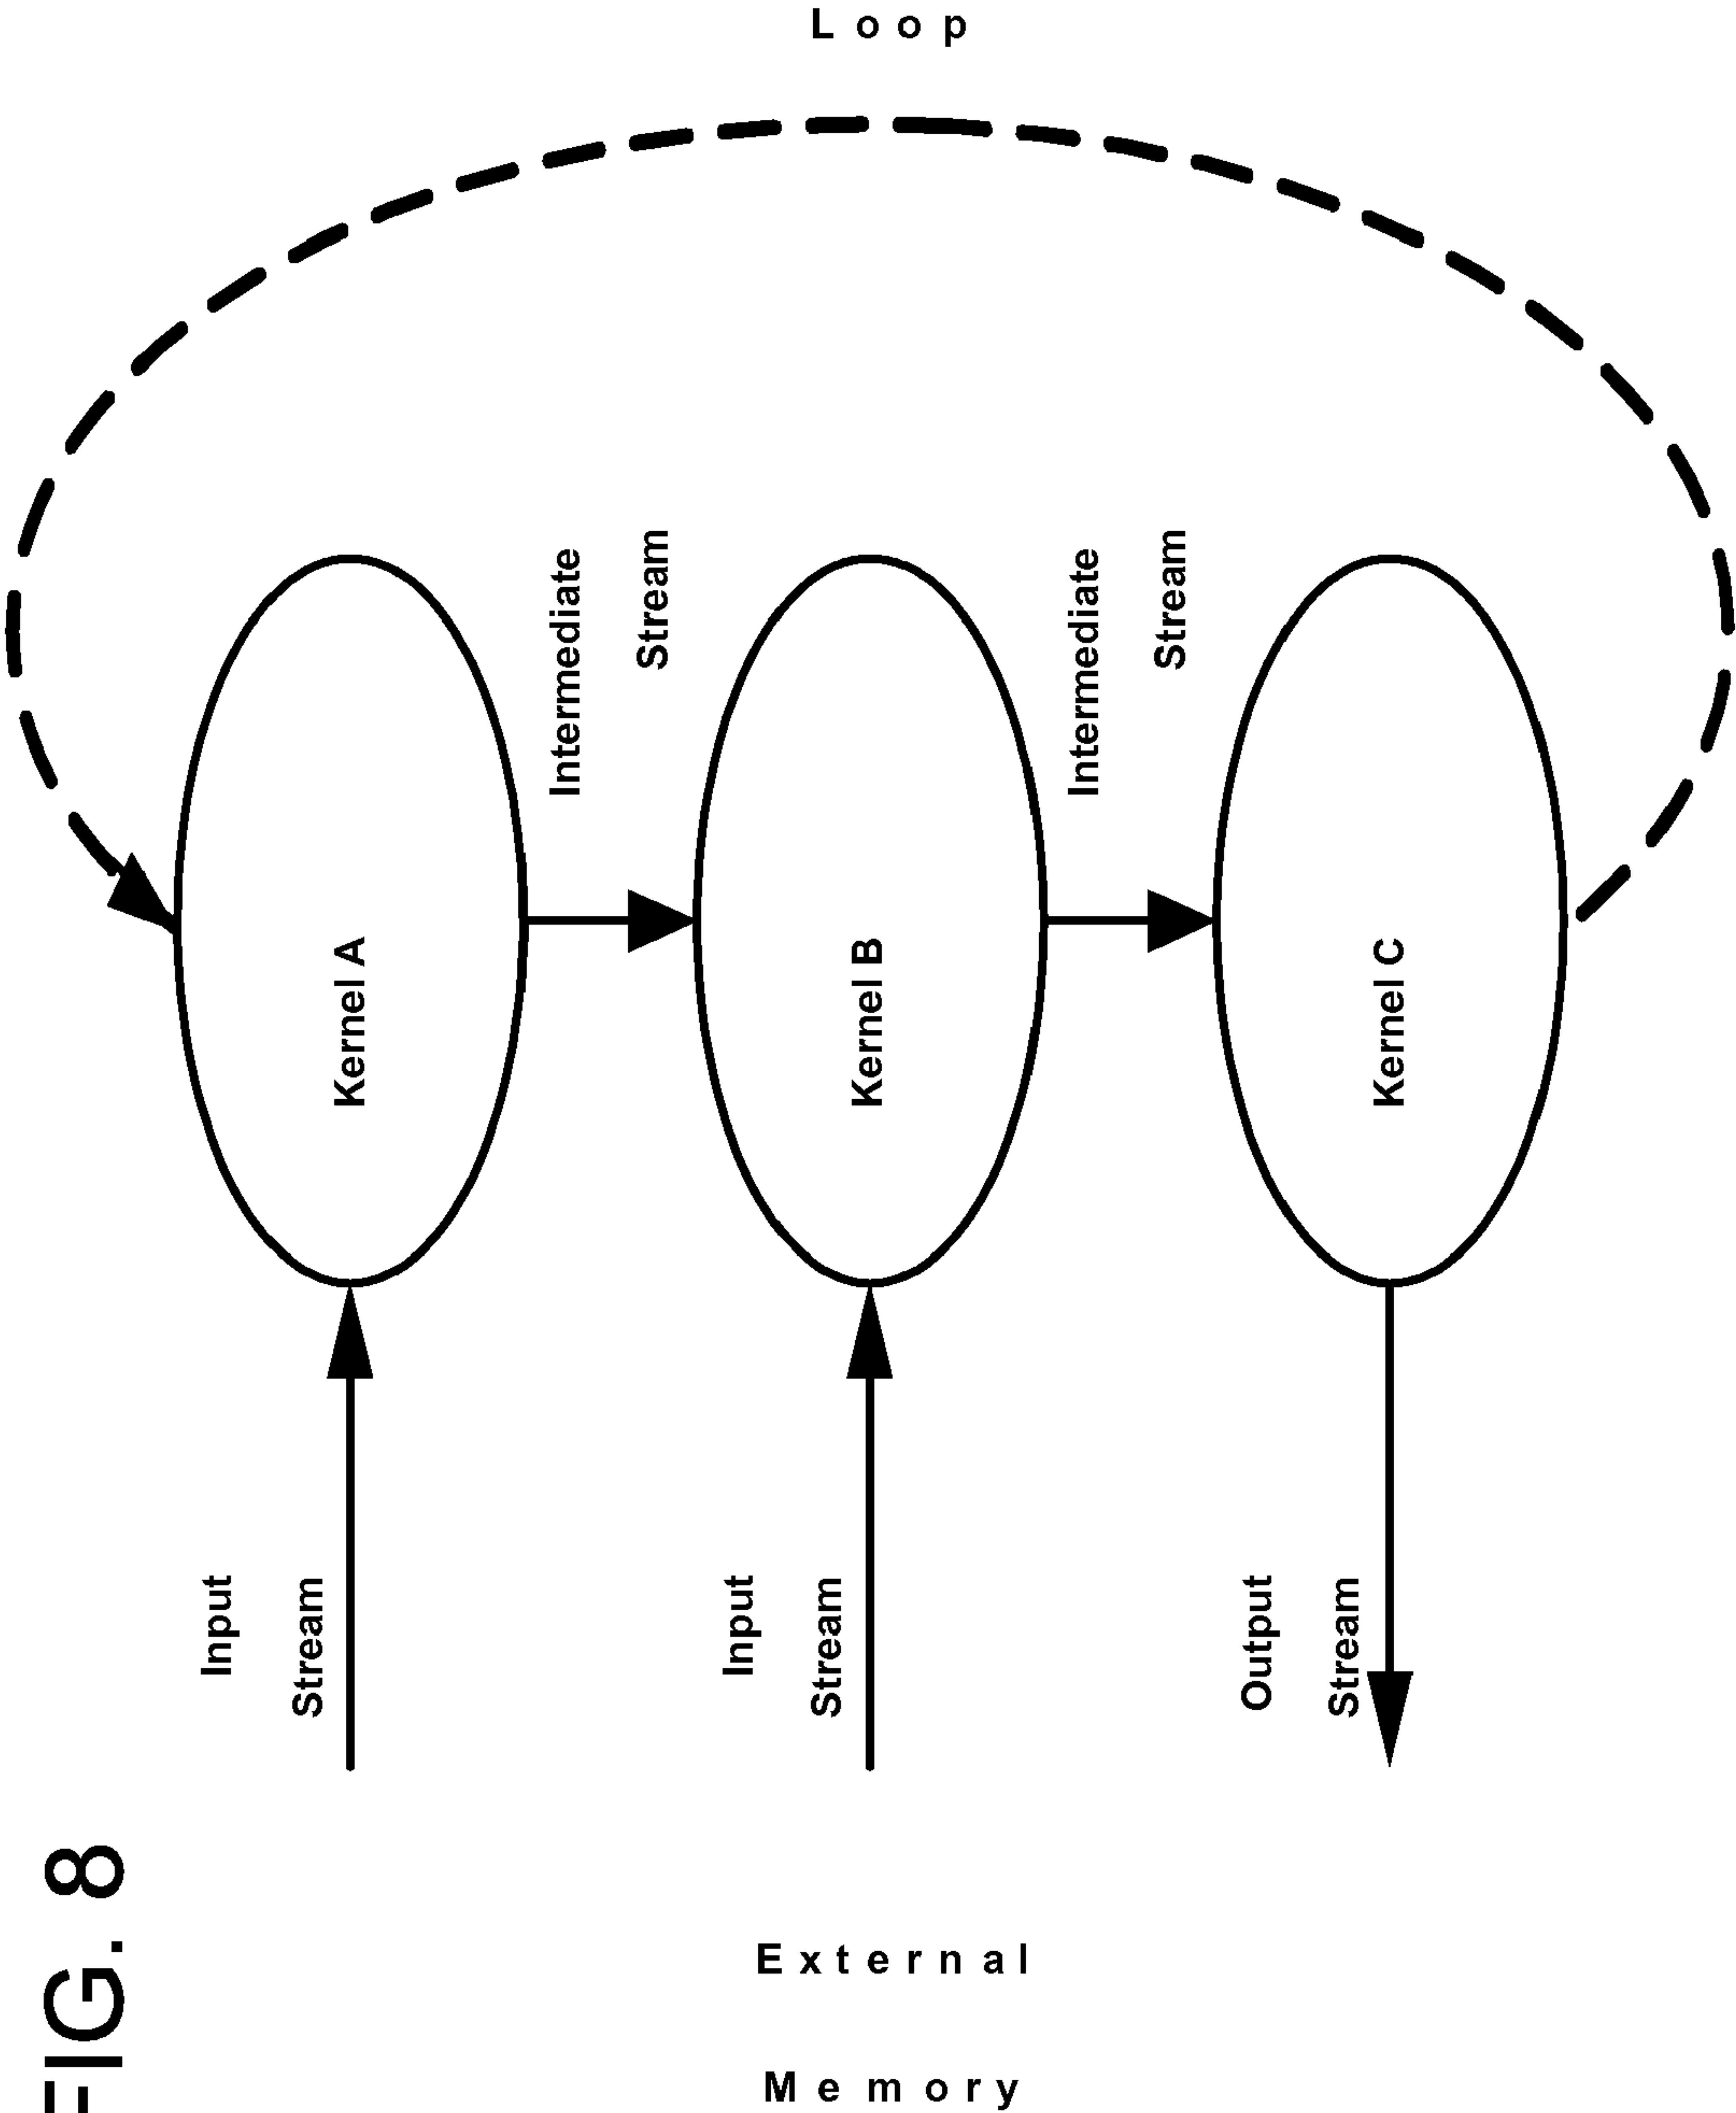 FIG. 8
External
Memory
Input
Stream
Kernel A
Intermediate
Stream
Input
Stream
Kernel B
Intermediate
Stream
Output
Stream
Kernel C
Loop